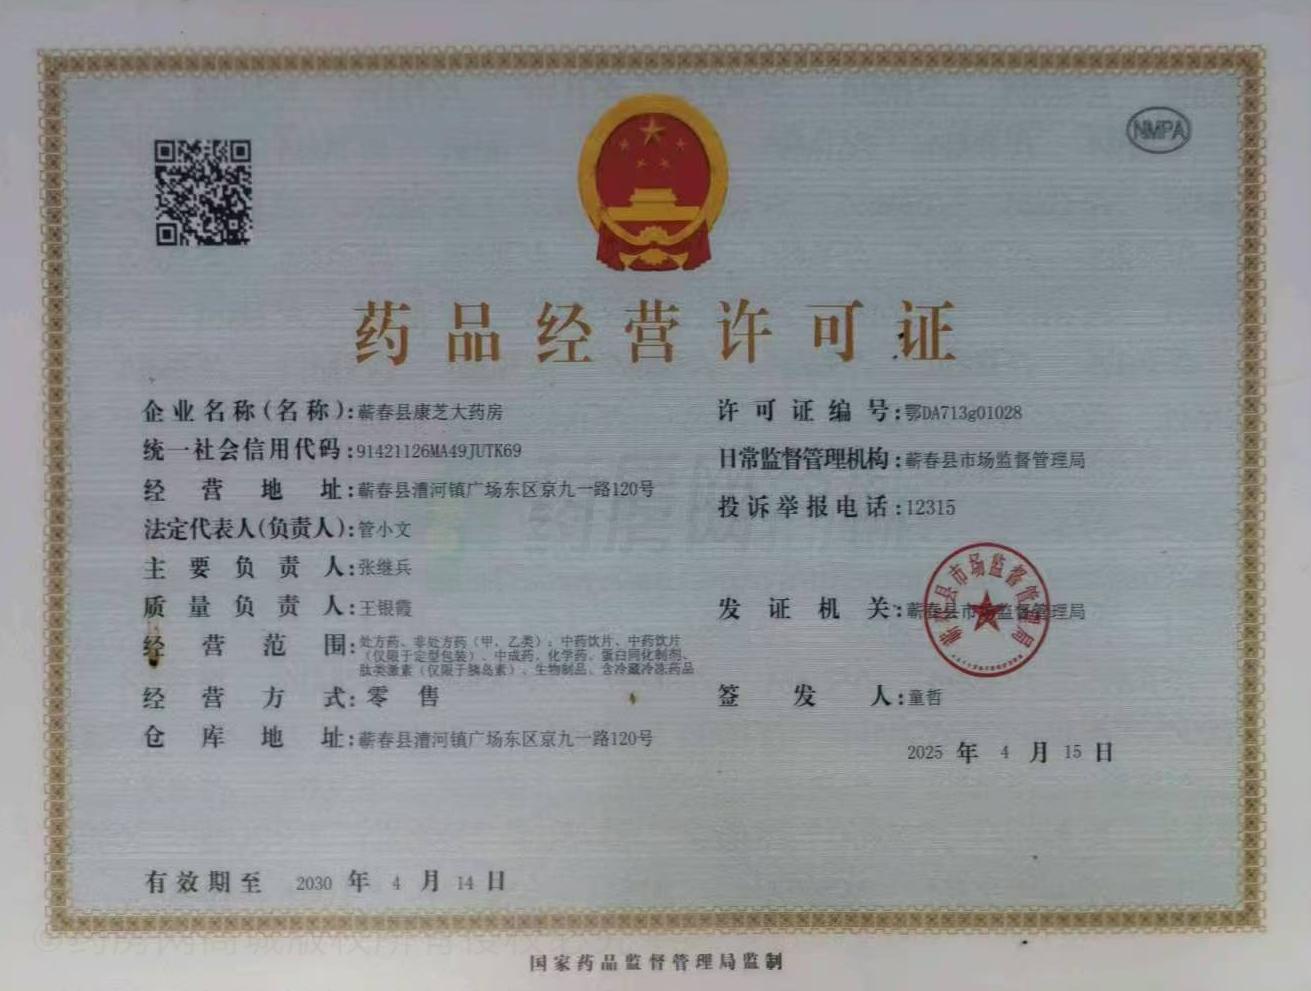 NMPA
药品经营许可证
企业名称(名称):蕲春县康芝大药房
许可证编号:鄂DA713g01028
统一社会信用代码:91421126MA49JUTK69
日常监督管理机构:蕲春县市场监督管理局
经营地址:蕲春县漕河镇广场东区京九一路120号
投诉举报电话:12315
法定代表人(负责人):管小文
主要负责人:张继兵
质量负责人:王银霞
发证机关:蕲春县市场监督管理局
蕲春县市场监督管理局
经营范围:处方药、非处方药(甲、乙类):中药饮片、中药饮片
(仅限于定型包装)、中成药、化学药、蛋白同化制剂、
肽类激素(仅限于胰岛素)、生物制品、含冷藏冷冻药品
经营方式:零售
签发人:童哲
仓库地址:蕲春县漕河镇广场东区京九一路120号
2025年4月15日
有效期至 2030年4月14日
国家药品监督管理局监制